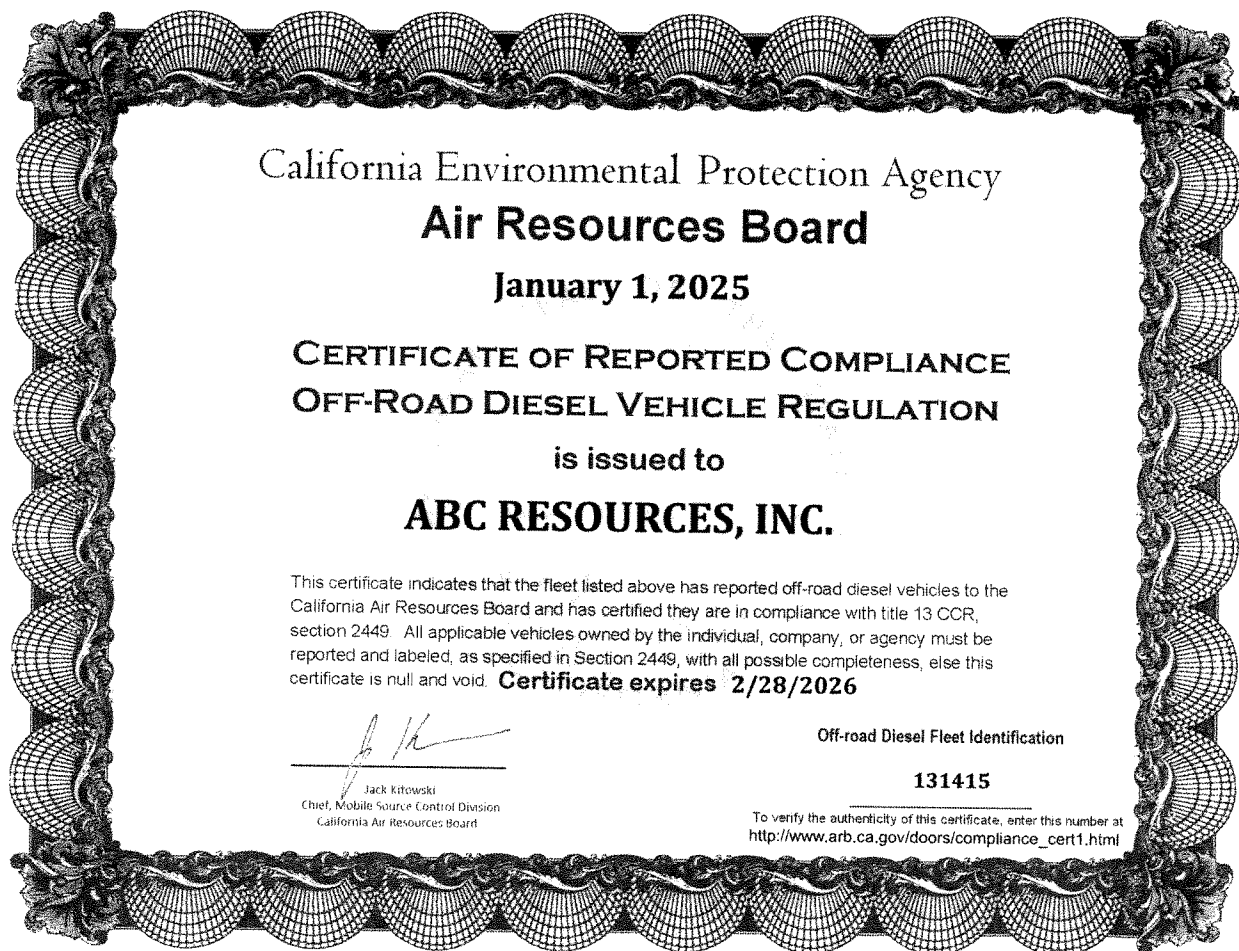 California Environmental Protection Agency
Air Resources Board
January 1, 2025
CERTIFICATE OF REPORTED COMPLIANCE
OFF-ROAD DIESEL VEHICLE REGULATION
is issued to
ABC RESOURCES, INC.
This certificate indicates that the fleet listed above has reported off-road diesel vehicles to the
California Air Resources Board and has certified they are in compliance with title 13 CCR,
section 2449. All applicable vehicles owned by the individual, company, or agency must be
reported and labeled, as specified in Section 2449, with all possible completeness, else this
certificate is null and void. Certificate expires 2/28/2026
Jack Kitowski
Chief, Mobile Source Control Division
California Air Resources Board
Off-road Diesel Fleet Identification
131415
To verify the authenticity of this certificate, enter this number at
http://www.arb.ca.gov/doors/compliance_cert1.html